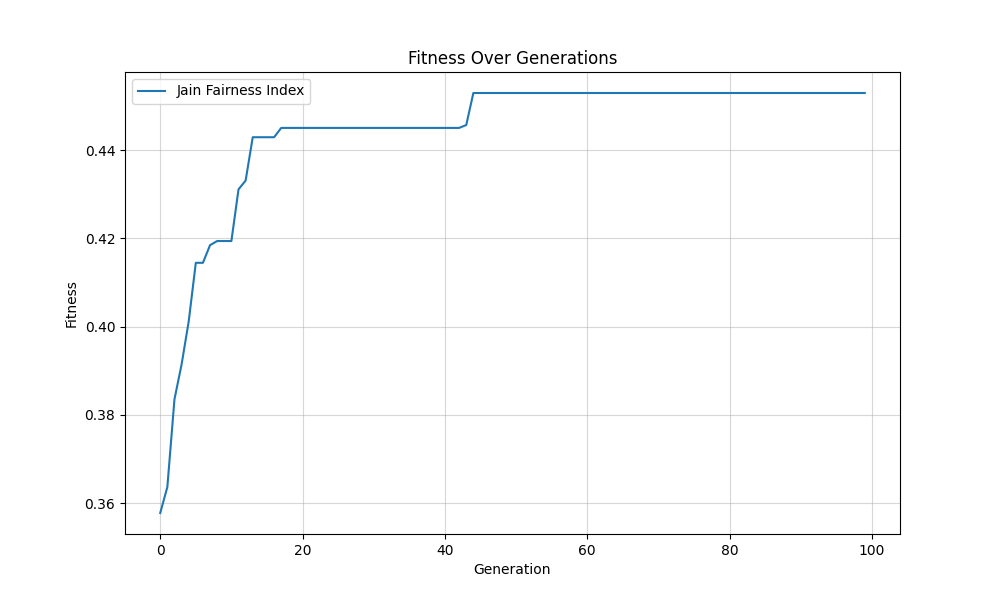 Fitness Over Generations
Jain Fairness Index
0.44
0.42
0.40
0.38
0.36
Fitness
0 20 40 60 80 100
Generation